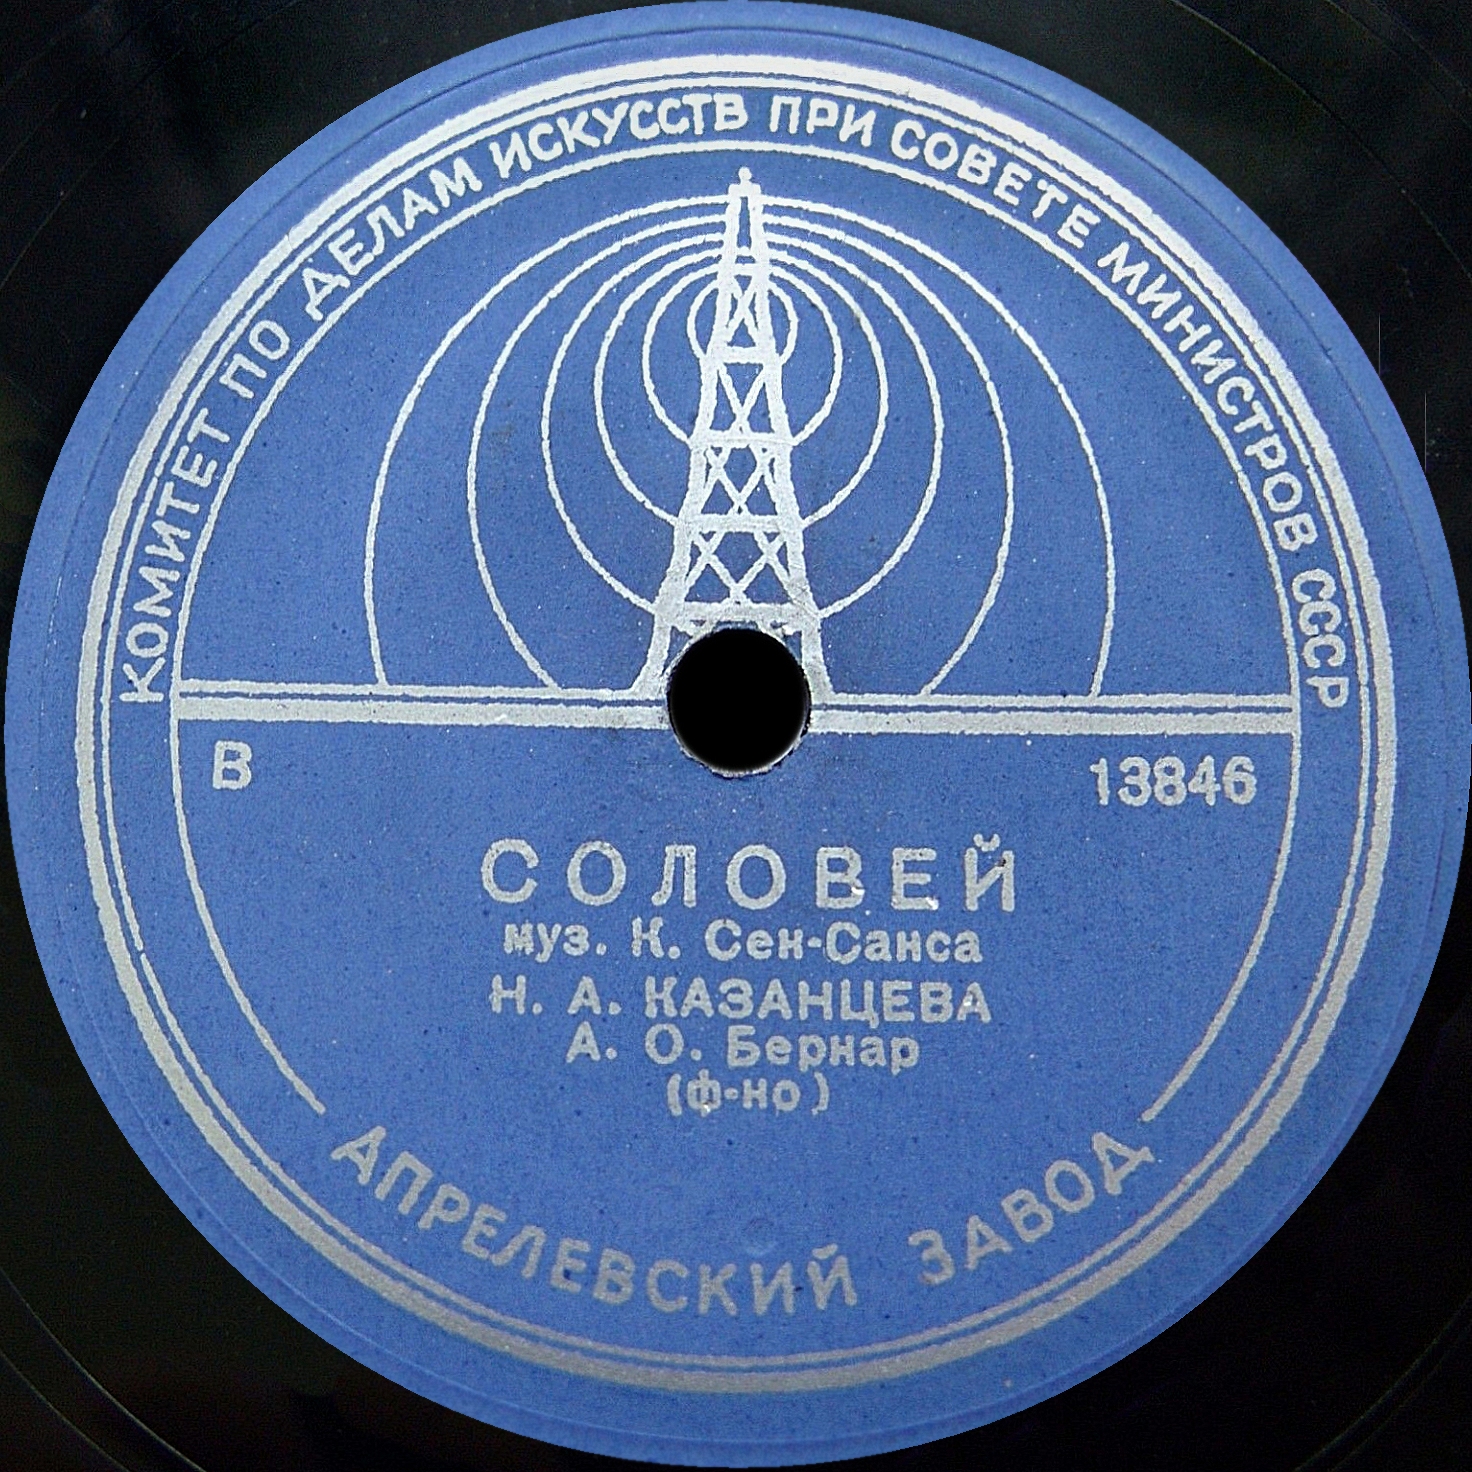 КОМИТЕТ ПО ДЕЛАМ ИСКУССТВ ПРИ СОВЕТЕ МИНИСТРОВ СССР
В 13846
СОЛОВЕЙ
муз. К. Сен-Санса
Н. А. КАЗАНЦЕВА
А. О. Бернар
(ф-но)
АПРЕЛЕВСКИЙ ЗАВОД